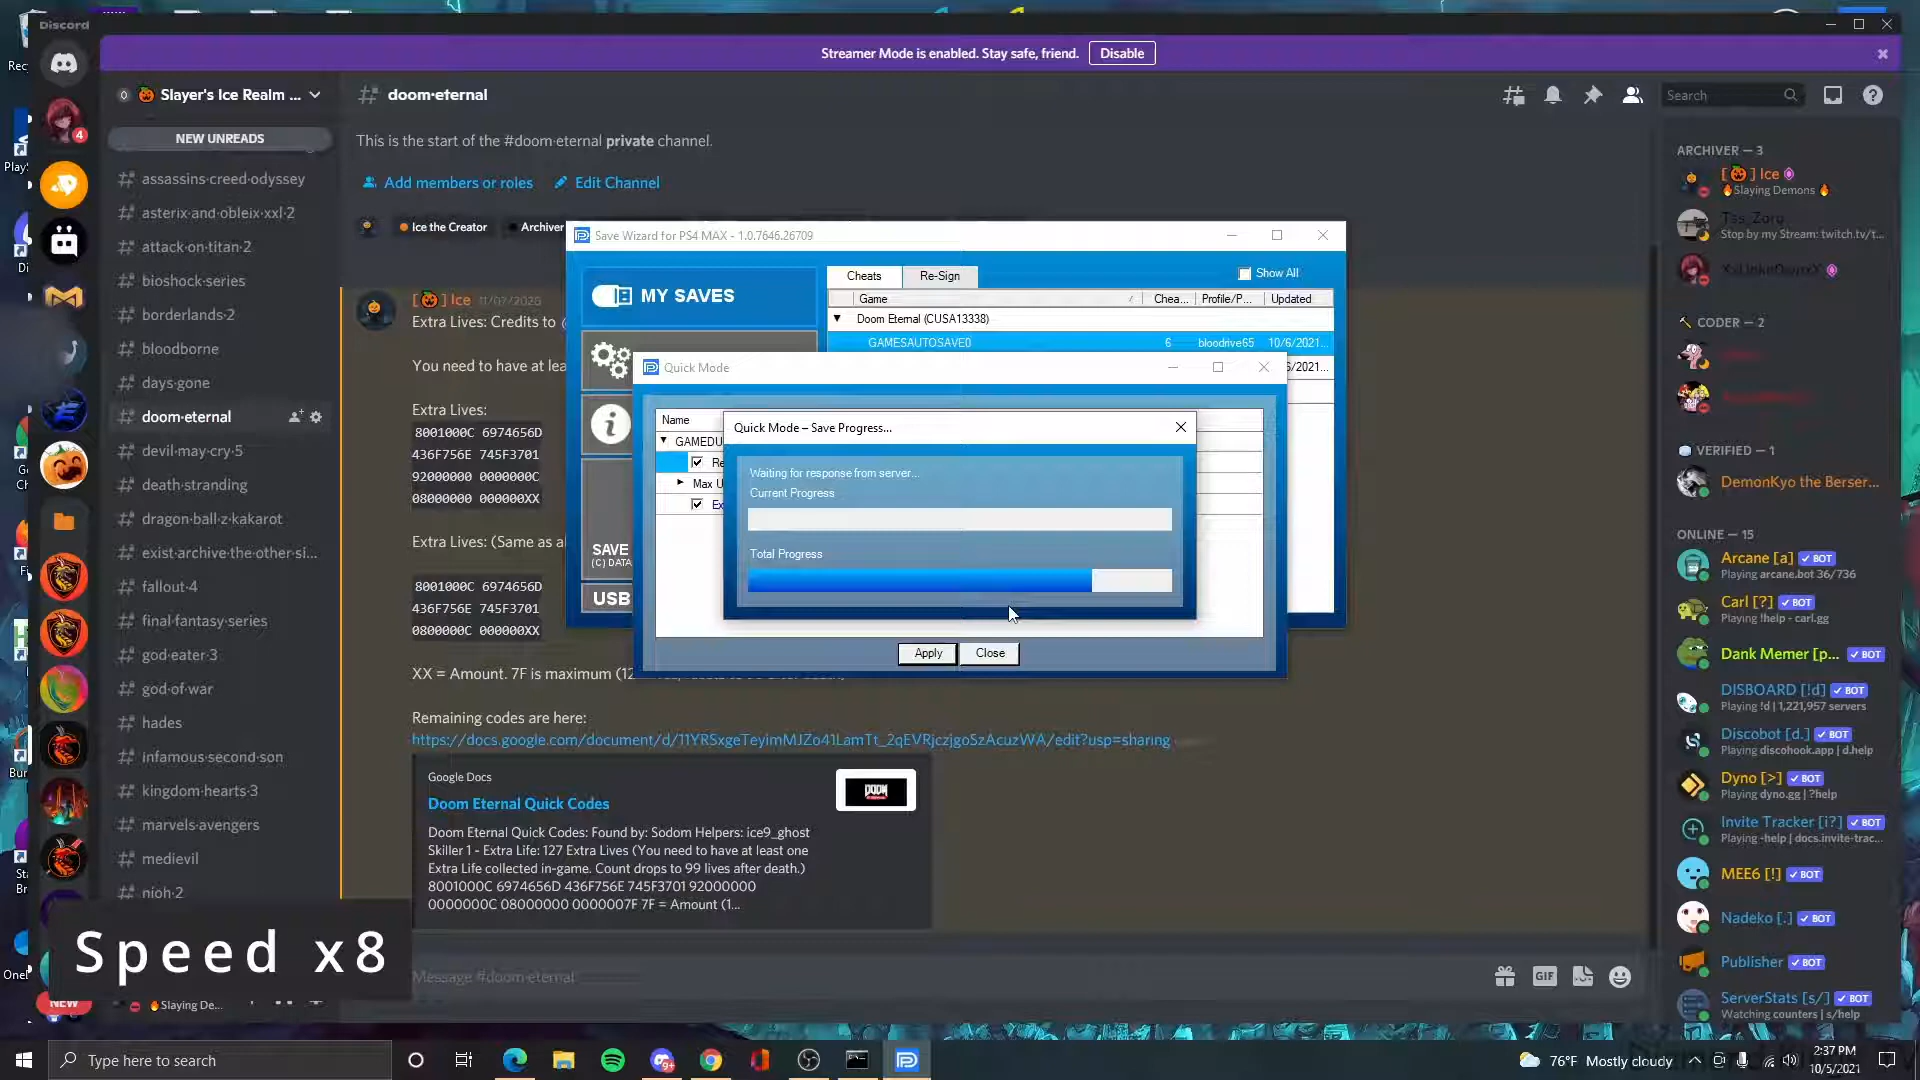 Discord
Streamer Mode is enabled. Stay safe, friend.
Disable
Slayer's Ice Realm ...
NEW UNREADS
assassins-creed-odyssey
asterix-and-obleix-xxl-2
attack-on-titan-2
bioshock-series
borderlands-2
bloodborne
days-gone
doom-eternal
devil-may-cry-5
death-stranding
dragon-ball-z-kakarot
exist-archive-the-other-si...
fallout-4
final-fantasy-series
god-eater-3
god-of-war
hades
infamous-second-son
kingdom-hearts-3
marvels-avengers
medievil
nioh-2
Slaying De...
NEW
Speed x8
doom-eternal
Search
This is the start of the #doom-eternal private channel.
Add members or roles
Edit Channel
Ice the Creator
Archiver
[🎃] Ice 11/02/2020
Extra Lives: Credits to
You need to have at lea
Extra Lives:
8001000C 6974656D
436F756E 745F3701
92000000 0000000C
08000000 000000XX
Extra Lives: (Same as a
8001000C 6974656D
436F756E 745F3701
0800000C 000000XX
XX = Amount. 7F is maximum (12
Remaining codes are here:
https://docs.google.com/document/d/11YRSxgeTeyimMJZo41LamTt_2qEVRjczjgoSzAcuzWA/edit?usp=sharing
Google Docs
Doom Eternal Quick Codes
Doom Eternal Quick Codes: Found by: Sodom Helpers: ice9_ghost
Skiller 1 - Extra Life: 127 Extra Lives (You need to have at least one
Extra Life collected in-game. Count drops to 99 lives after death.)
8001000C 6974656D 436F756E 745F3701 92000000
0000000C 08000000 0000007F 7F = Amount (1...
Message #doom-eternal
GIF
Save Wizard for PS4 MAX - 1.0.7646.26709
MY SAVES
Cheats
Re-Sign
Show All
Game
Chea...
Profile/P...
Updated
Doom Eternal (CUSA13338)
GAMESAUTOSAVE0
6
bloodrive65
10/6/2021...
5/2021...
SAVE
(C) DATA
USB
Quick Mode
Name
GAMEDU
Re
Max U
Ex
Quick Mode – Save Progress...
Waiting for response from server...
Current Progress
Total Progress
Apply
Close
ARCHIVER — 3
[🎃] Ice
Slaying Demons
Tss_Zoro
Stop by my Stream: twitch.tv/t...
CODER — 2
VERIFIED — 1
DemonKyo the Berser...
ONLINE — 15
Arcane [a] BOT
Playing arcane.bot 36/736
Carl [?] BOT
Playing !help - carl.gg
Dank Memer [p... BOT
DISBOARD [!d] BOT
Playing !d | 1,221,957 servers
Discobot [d.] BOT
Playing discohook.app | d.help
Dyno [>] BOT
Playing dyno.gg | ?help
Invite Tracker [i?] BOT
Playing -help | docs.invite-trac...
MEE6 [!] BOT
Nadeko [.] BOT
Publisher BOT
ServerStats [s/] BOT
Watching counters | s/help
Type here to search
76°F Mostly cloudy
2:37 PM
10/5/2021